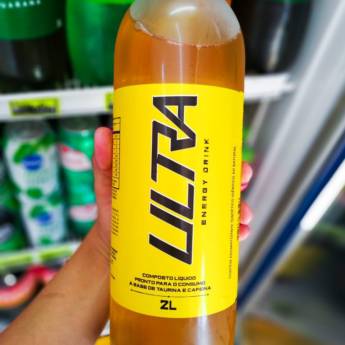 ULTRA
ENERGY DRINK
COMPOSTO LÍQUIDO
PRONTO PARA O CONSUMO
À BASE DE TAURINA E CAFEÍNA
2L